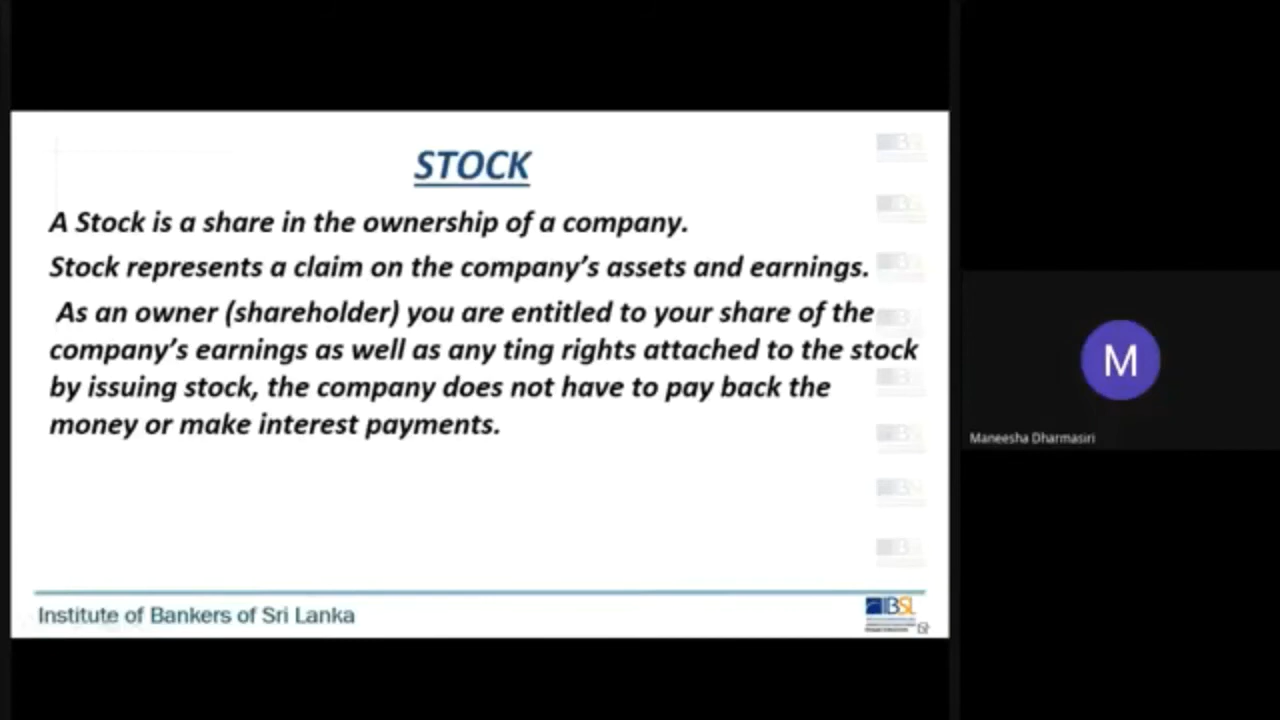 STOCK
A Stock is a share in the ownership of a company.
Stock represents a claim on the company's assets and earnings.
As an owner (shareholder) you are entitled to your share of the
company's earnings as well as any ting rights attached to the stock
by issuing stock, the company does not have to pay back the
money or make interest payments.
Institute of Bankers of Sri Lanka
IBSL
M
Maneesha Dharmasiri